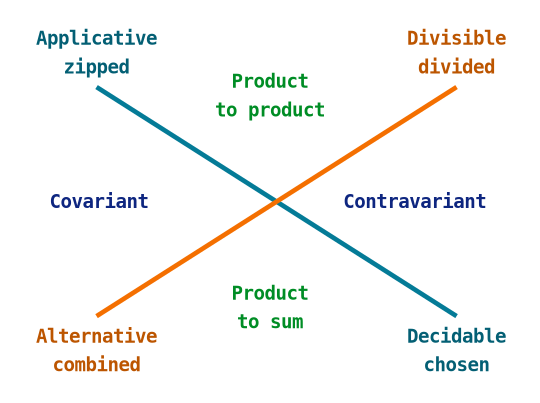 Applicative
zipped
Divisible
divided
Product
to product
Covariant
Contravariant
Product
to sum
Alternative
combined
Decidable
chosen